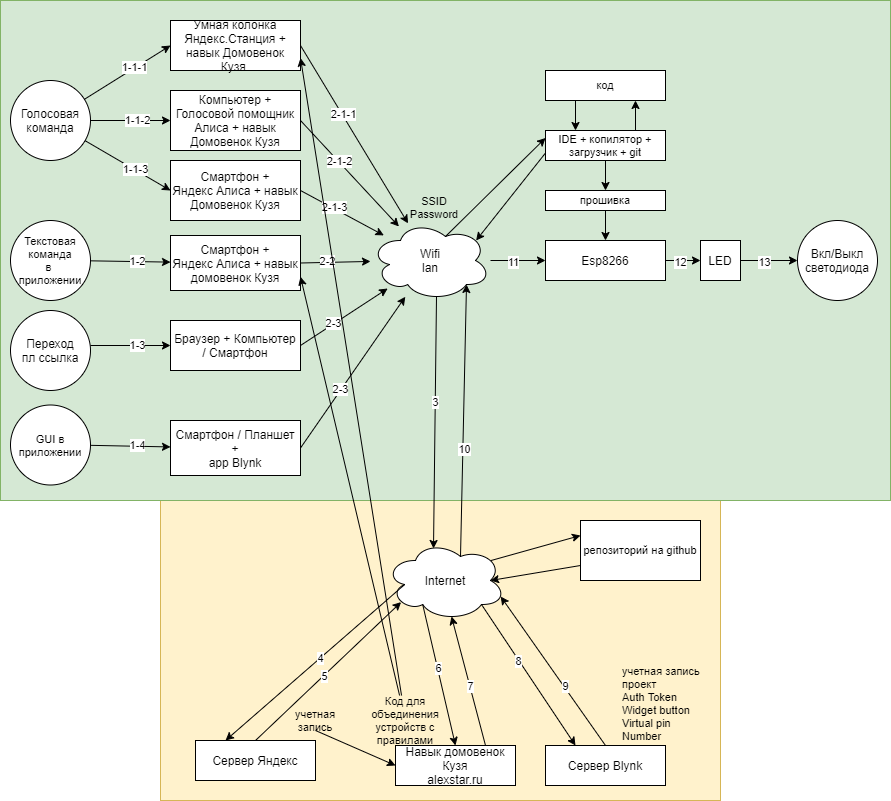 Умная колонка
Яндекс.Станция +
навык Домовенок
Кузя
1-1-1
Голосовая
команда
1-1-2
Компьютер +
Голосовой помощник
Алиса + навык
Домовенок Кузя
1-1-3
Смартфон +
Яндекс Алиса + навык
Домовенок Кузя
2-1-1
2-1-2
2-1-3
Текстовая
команда
в
приложении
1-2
Смартфон +
Яндекс Алиса + навык
домовенок Кузя
2-2
Переход
пл ссылка
1-3
Браузер + Компьютер
/ Смартфон
2-3
GUI в
приложении
1-4
Смартфон / Планшет
+
app Blynk
2-3
SSID
Password
Wifi
lan
код
IDE + копилятор +
загрузчик + git
прошивка
11
Esp8266
12
LED
13
Вкл/Выкл
светодиода
3
10
Internet
репозиторий на github
4
5
6
7
8
9
учетная запись
проект
Auth Token
Widget button
Virtual pin
Number
учетная
запись
Код для
объединения
устройств с
правилами
Сервер Яндекс
Навык домовенок
Кузя
alexstar.ru
Сервер Blynk